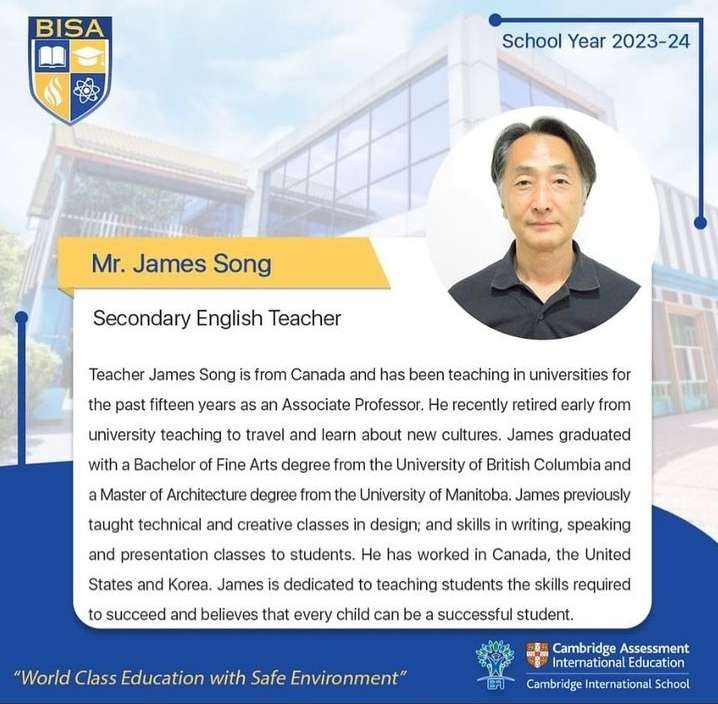 BISA
School Year 2023-24
Mr. James Song
Secondary English Teacher
Teacher James Song is from Canada and has been teaching in universities for
the past fifteen years as an Associate Professor. He recently retired early from
university teaching to travel and learn about new cultures. James graduated
with a Bachelor of Fine Arts degree from the University of British Columbia and
a Master of Architecture degree from the University of Manitoba. James previously
taught technical and creative classes in design; and skills in writing, speaking
and presentation classes to students. He has worked in Canada, the United
States and Korea. James is dedicated to teaching students the skills required
to succeed and believes that every child can be a successful student.
"World Class Education with Safe Environment"
Cambridge Assessment
International Education
Cambridge International School